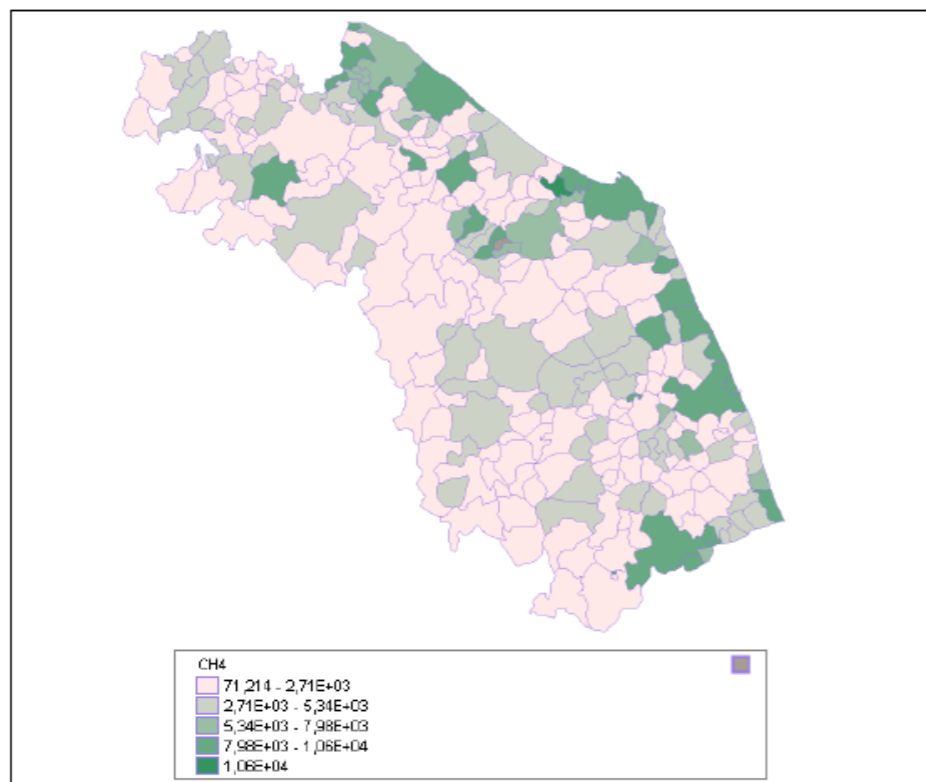 CH4
71,214 - 2,71E+03
2,71E+03 - 5,34E+03
5,34E+03 - 7,98E+03
7,98E+03 - 1,06E+04
1,06E+04